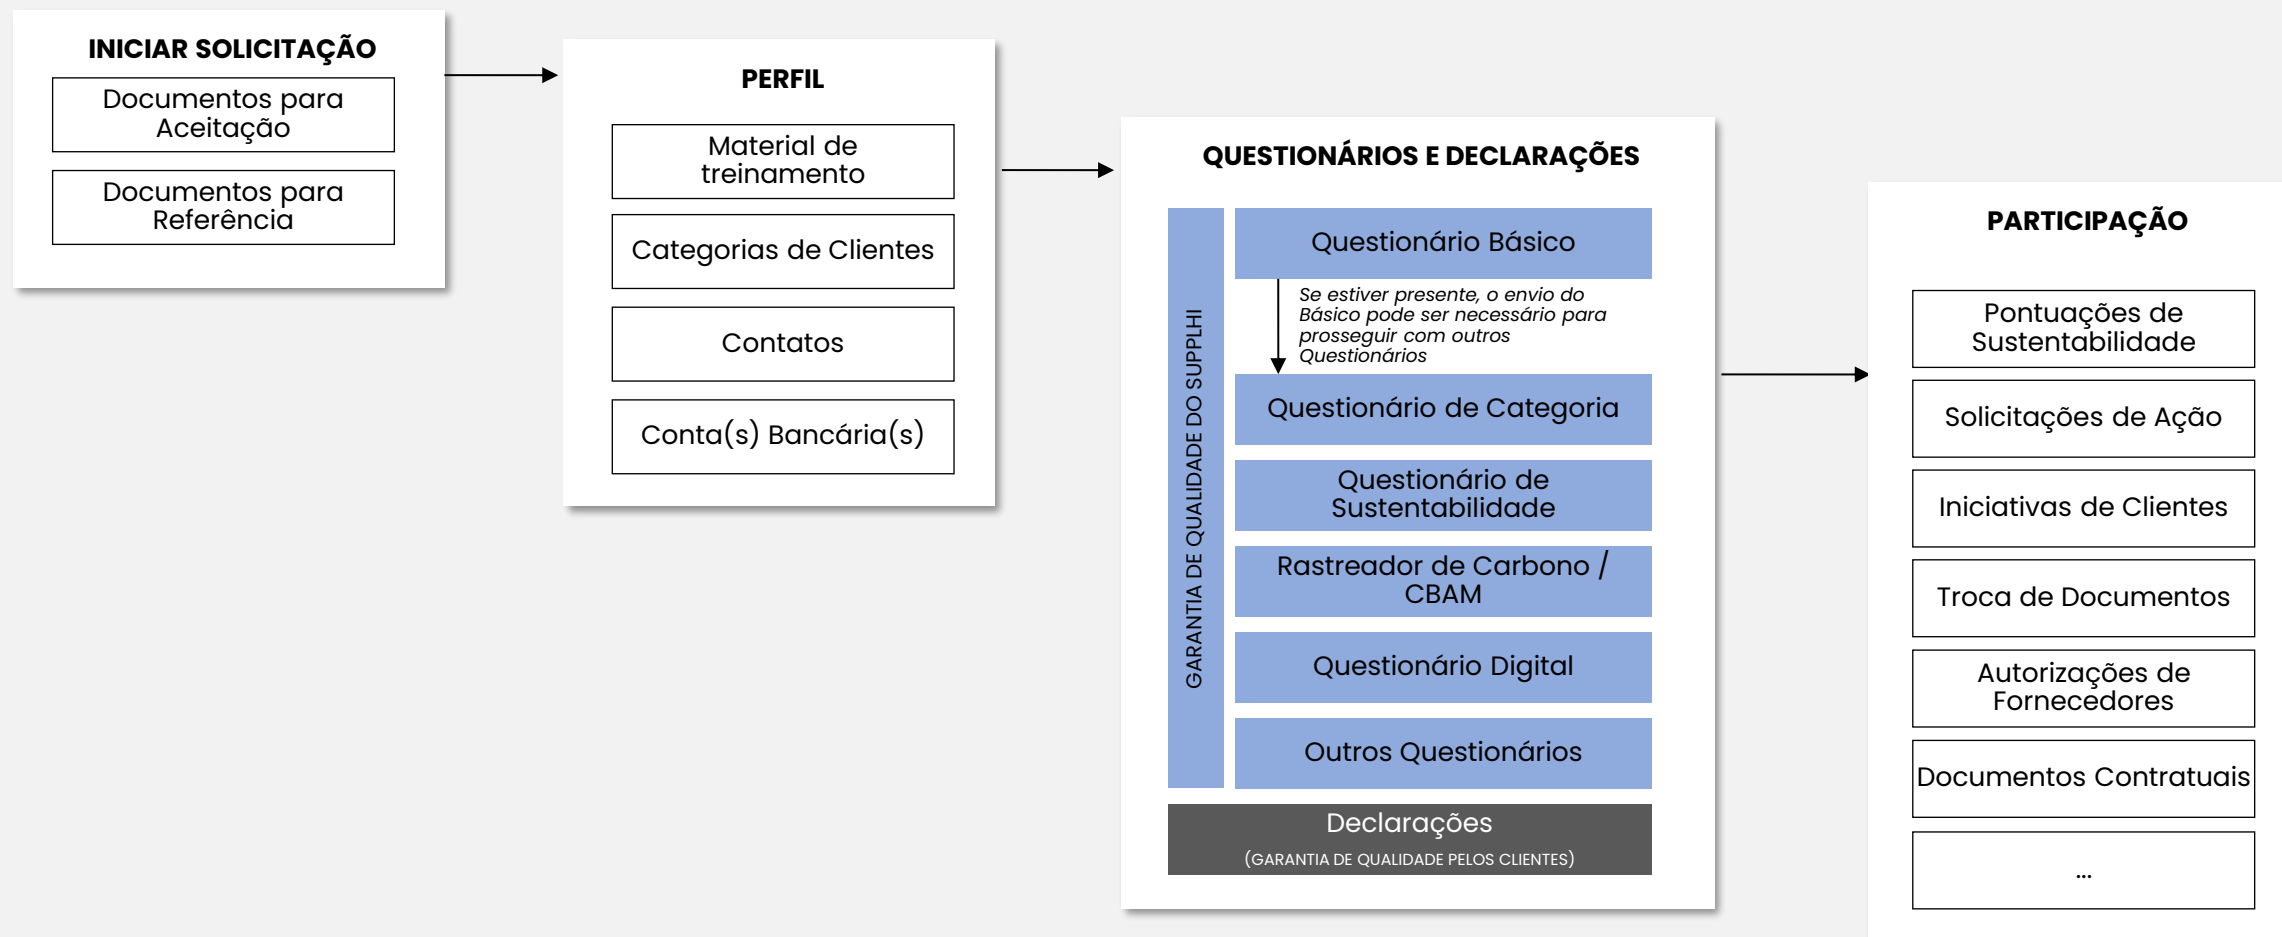 INICIAR SOLICITAÇÃO
Documentos para
Aceitação
Documentos para
Referência
PERFIL
Material de
treinamento
Categorias de Clientes
Contatos
Conta(s) Bancária(s)
QUESTIONÁRIOS E DECLARAÇÕES
GARANTIA DE QUALIDADE DO SUPPLHI
Questionário Básico
Se estiver presente, o envio do
Básico pode ser necessário para
prosseguir com outros
Questionários
Questionário de Categoria
Questionário de
Sustentabilidade
Rastreador de Carbono /
CBAM
Questionário Digital
Outros Questionários
Declarações
(GARANTIA DE QUALIDADE PELOS CLIENTES)
PARTICIPAÇÃO
Pontuações de
Sustentabilidade
Solicitações de Ação
Iniciativas de Clientes
Troca de Documentos
Autorizações de
Fornecedores
Documentos Contratuais
...